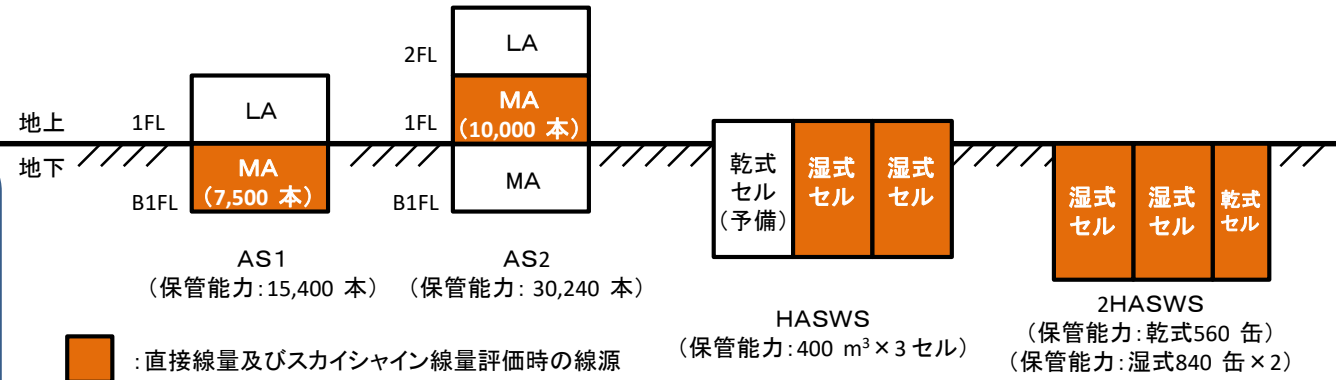 地上
地下
1FL
LA
MA
(7,500 本)
B1FL
AS1
(保管能力:15,400 本)
2FL
LA
1FL
MA
(10,000 本)
MA
B1FL
AS2
(保管能力: 30,240 本)
乾式
セル
(予備)
湿式
セル
湿式
セル
HASWS
(保管能力:400 m³×3 セル)
湿式
セル
湿式
セル
乾式
セル
2HASWS
(保管能力:乾式560 缶)
(保管能力:湿式840 缶×2)
:直接線量及びスカイシャイン線量評価時の線源